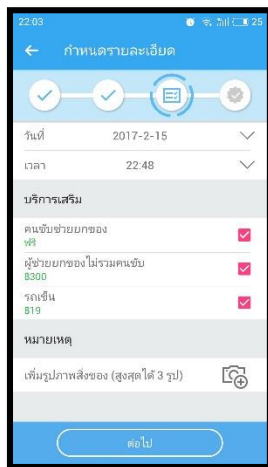 22:03
25
กำหนดรายละเอียด
วันที่ 2017-2-15
เวลา 22:48
บริการเสริม
คนขับช่วยยกของ
ฟรี
ผู้ช่วยยกของไม่รวมคนขับ
฿300
รถเข็น
฿19
หมายเหตุ
เพิ่มรูปภาพสิ่งของ (สูงสุดได้ 3 รูป)
ต่อไป